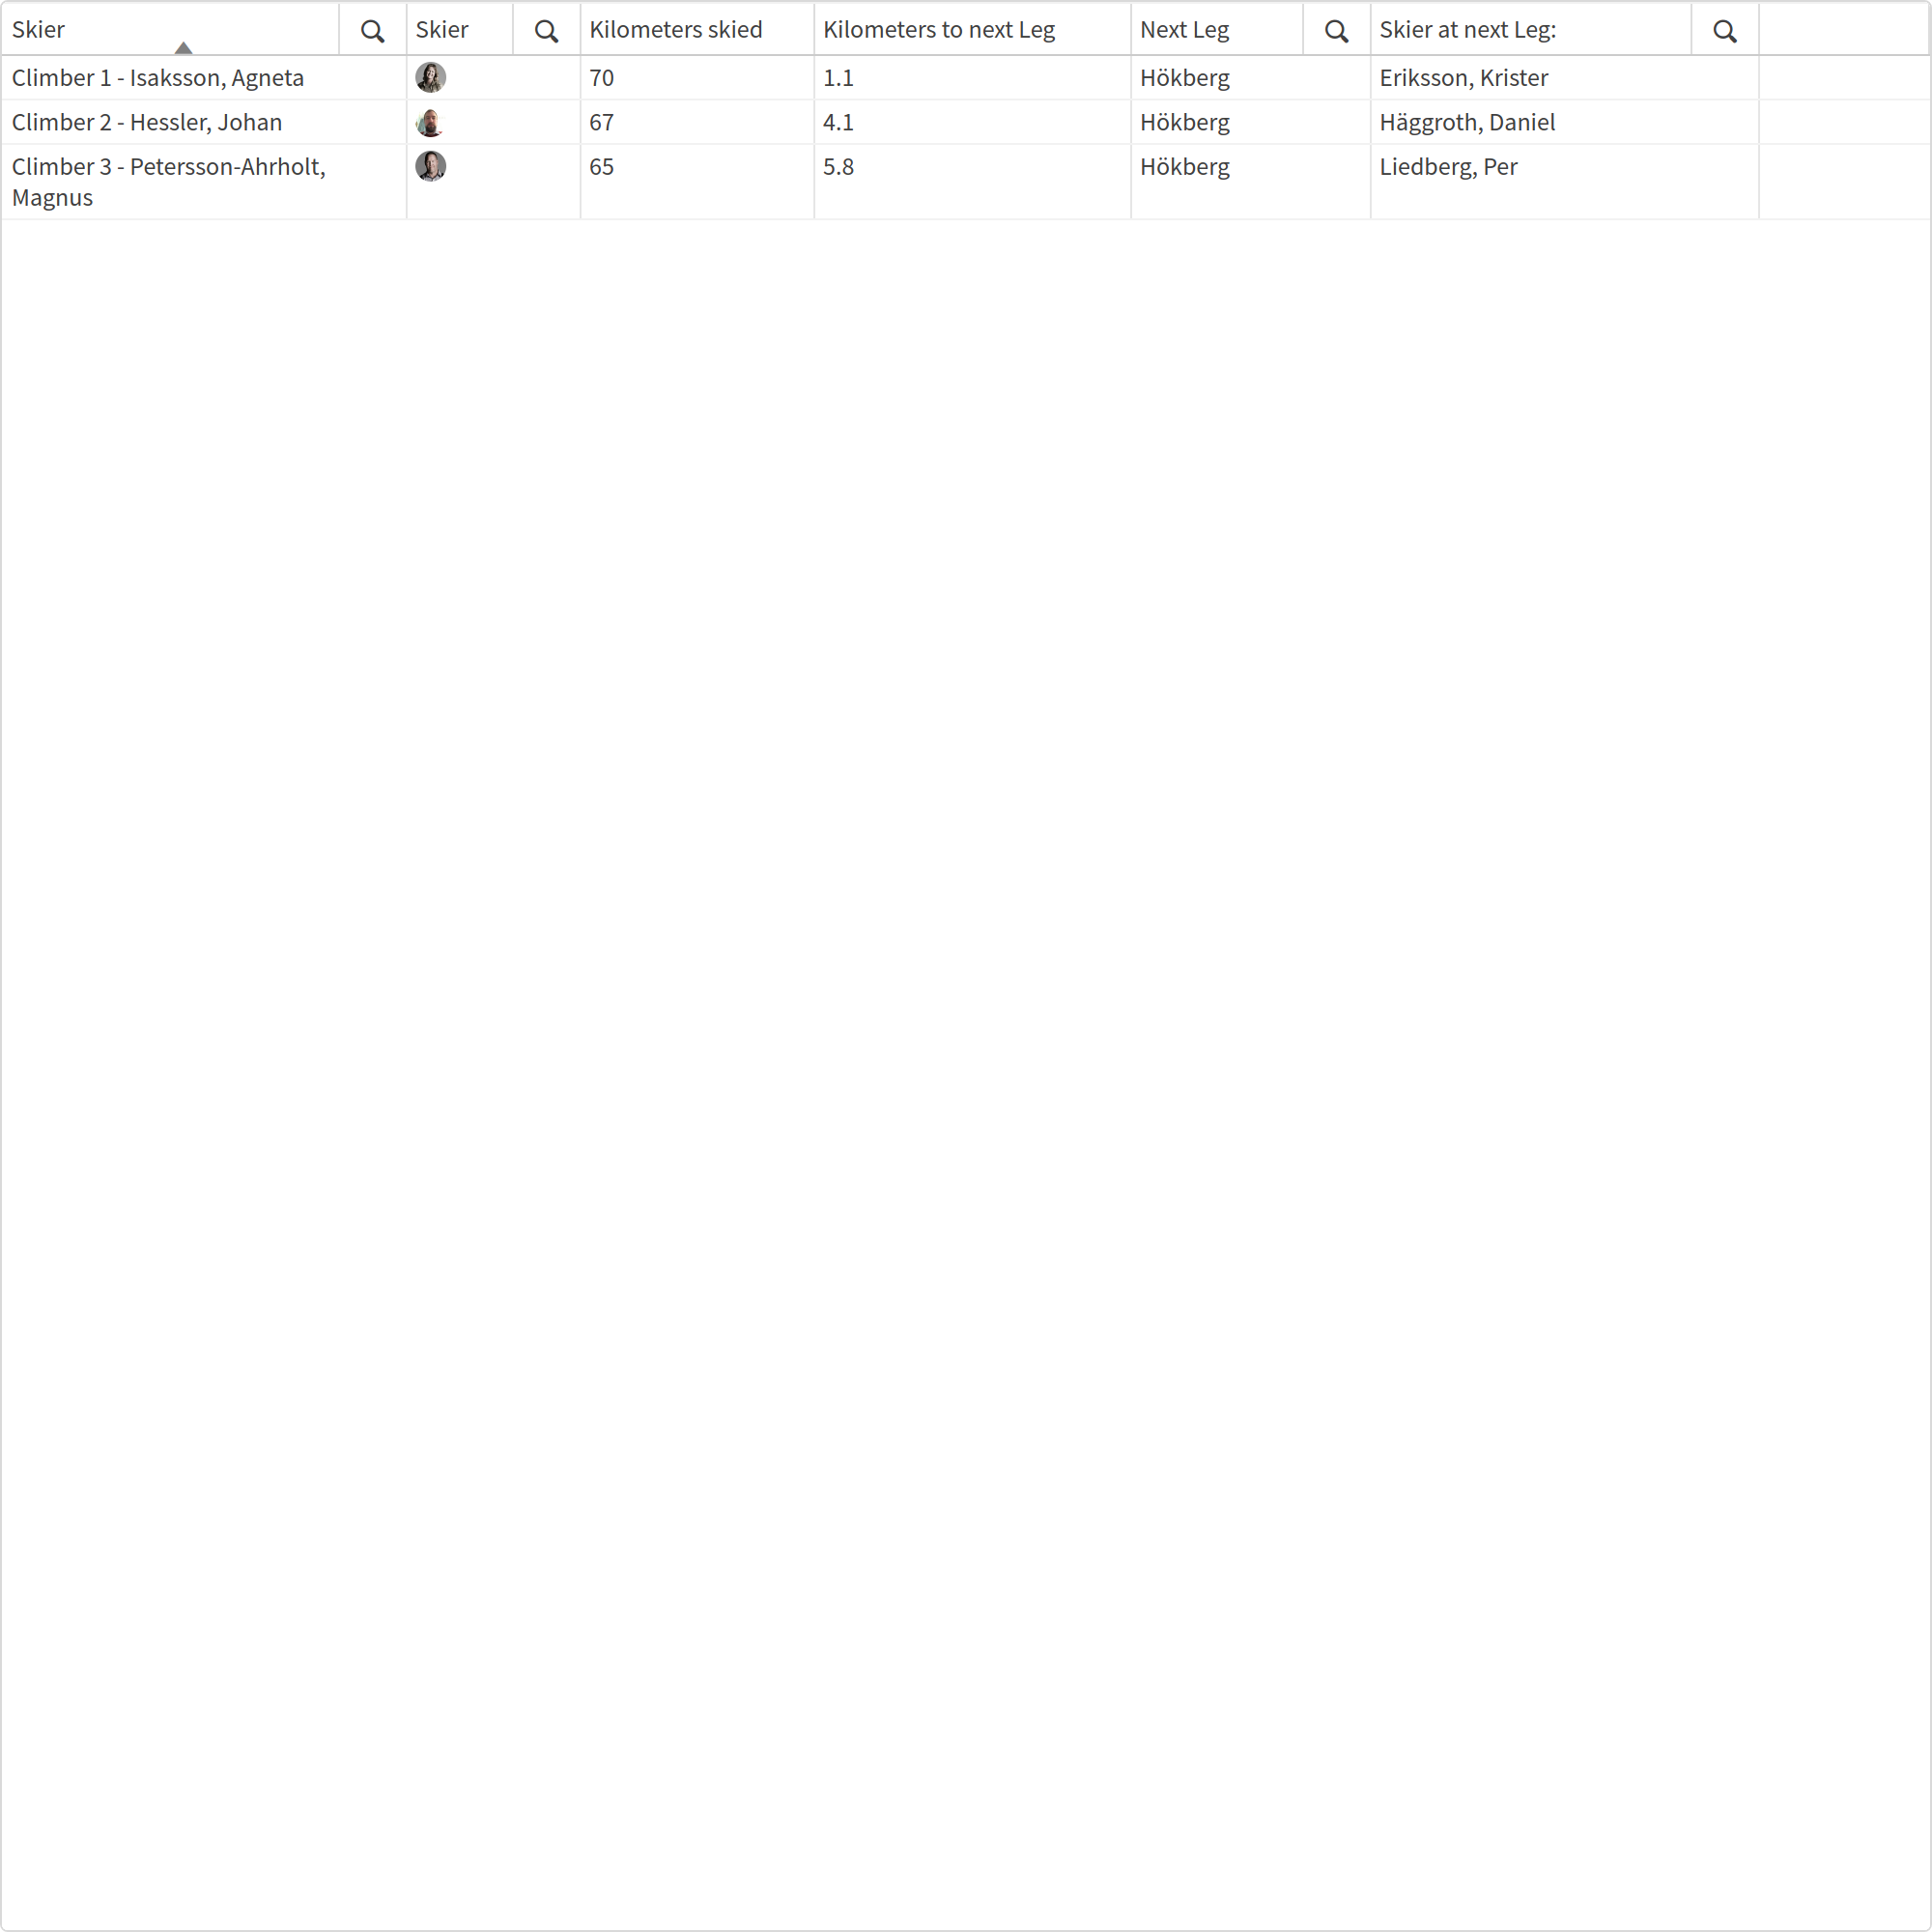 Skier Skier Kilometers skied Kilometers to next Leg Next Leg Skier at next Leg:
Climber 1 - Isaksson, Agneta 70 1.1 Hökberg Eriksson, Krister
Climber 2 - Hessler, Johan 67 4.1 Hökberg Häggroth, Daniel
Climber 3 - Petersson-Ahrholt, 65 5.8 Hökberg Liedberg, Per
Magnus